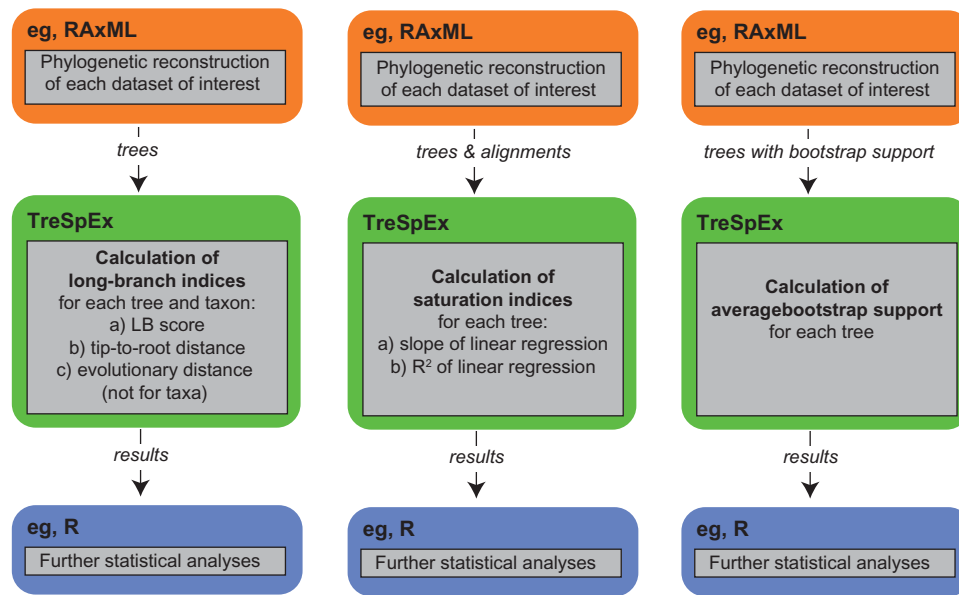 eg, RAxML
Phylogenetic reconstruction
of each dataset of interest
trees
TreSpEx
Calculation of
long-branch indices
for each tree and taxon:
a) LB score
b) tip-to-root distance
c) evolutionary distance
(not for taxa)
results
eg, R
Further statistical analyses
eg, RAxML
Phylogenetic reconstruction
of each dataset of interest
trees & alignments
TreSpEx
Calculation of
saturation indices
for each tree:
a) slope of linear regression
b) R² of linear regression
results
eg, R
Further statistical analyses
eg, RAxML
Phylogenetic reconstruction
of each dataset of interest
trees with bootstrap support
TreSpEx
Calculation of
averagebootstrap support
for each tree
results
eg, R
Further statistical analyses